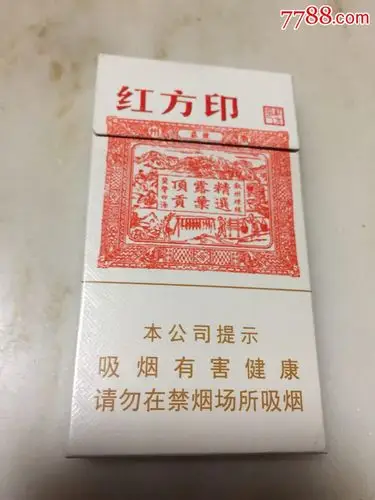 7788.com
红方印
精選
頂露
貢葉
本公司提示
吸烟有害健康
请勿在禁烟场所吸烟